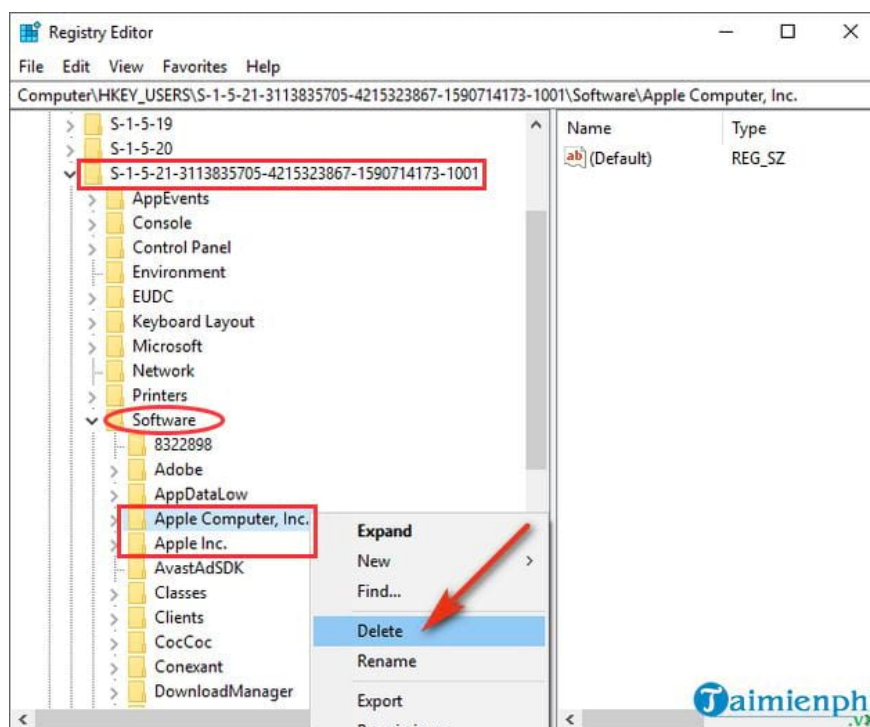 Registry Editor
File Edit View Favorites Help
Computer\HKEY_USERS\S-1-5-21-3113835705-4215323867-1590714173-1001\Software\Apple Computer, Inc.
S-1-5-19
S-1-5-20
S-1-5-21-3113835705-4215323867-1590714173-1001
AppEvents
Console
Control Panel
Environment
EUDC
Keyboard Layout
Microsoft
Network
Printers
Software
8322898
Adobe
AppDataLow
Apple Computer, Inc.
Apple Inc.
AvastAdSDK
Classes
Clients
CocCoc
Conexant
DownloadManager
Name Type
ab (Default) REG_SZ
Expand
New
Find...
Delete
Rename
Export
Taimienph